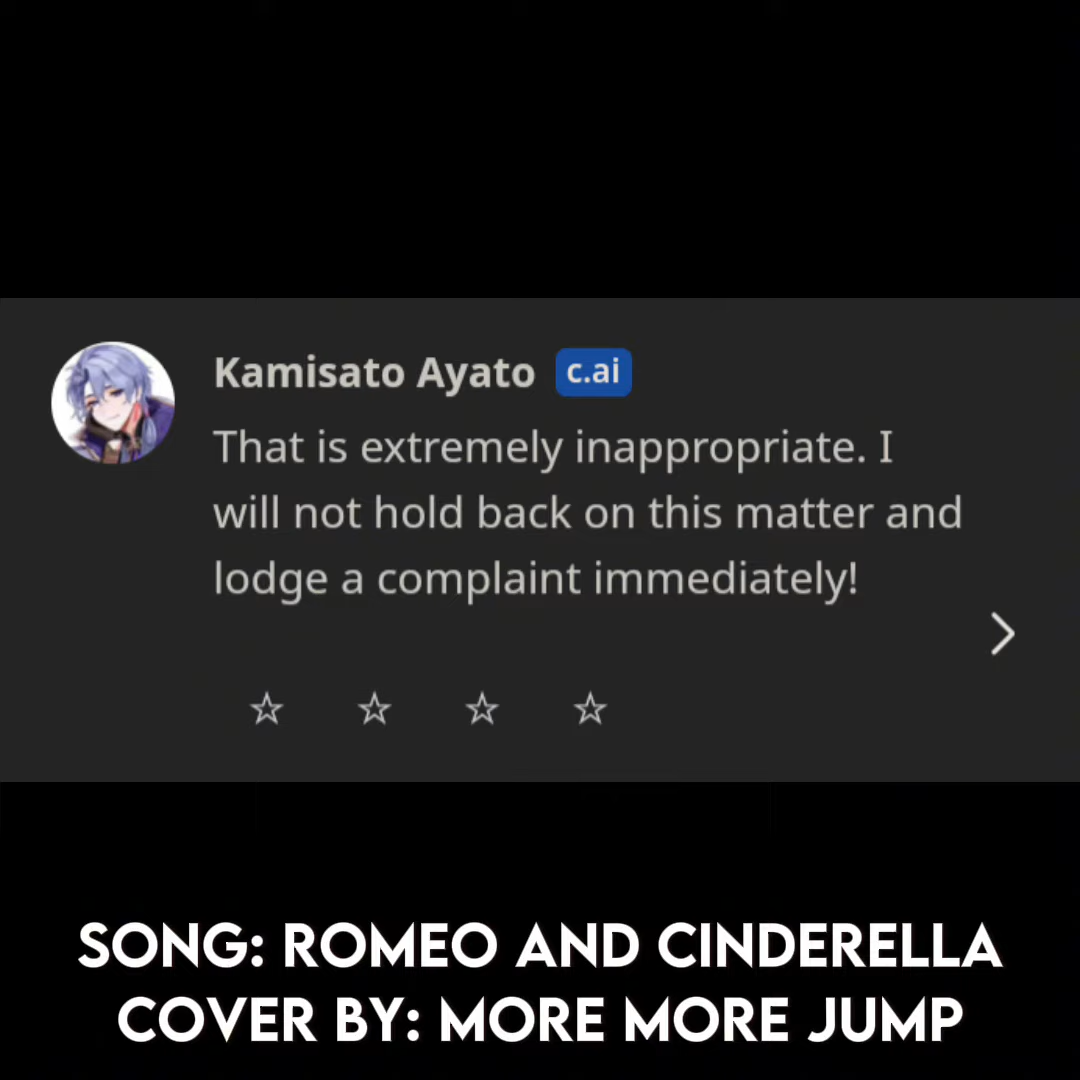 Kamisato Ayato c.ai
That is extremely inappropriate. I
will not hold back on this matter and
lodge a complaint immediately!
SONG: ROMEO AND CINDERELLA
COVER BY: MORE MORE JUMP